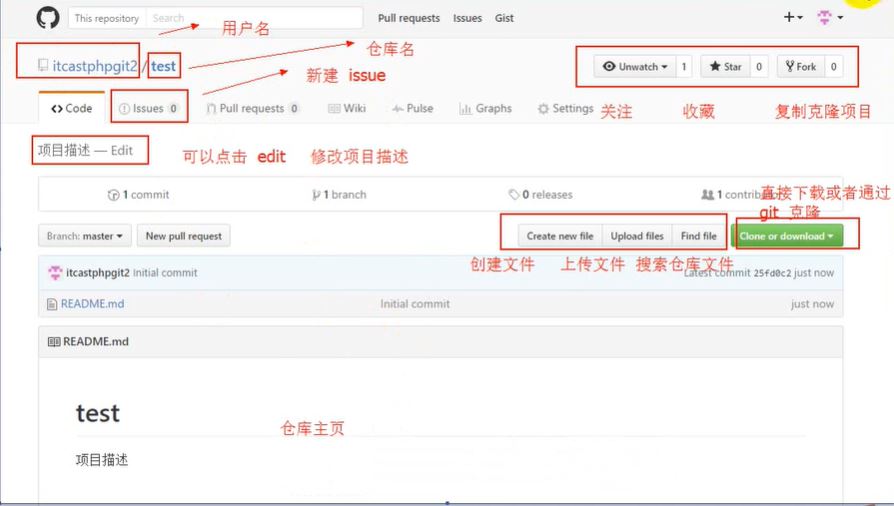 This repository Search Pull requests Issues Gist
用户名
仓库名
itcastphpgit2 / test
Unwatch 1 Star 0 Fork 0
新建 issue
Code Issues 0 Pull requests 0 Wiki Pulse Graphs Settings
关注 收藏 复制克隆项目
项目描述 — Edit
可以点击 edit 修改项目描述
1 commit 1 branch 0 releases 1 contributor
直接下载或者通过
git 克隆
Branch: master New pull request Create new file Upload files Find file Clone or download
创建文件 上传文件 搜索仓库文件
itcastphpgit2 Initial commit Latest commit 25fd0c2 just now
README.md Initial commit just now
README.md
test
仓库主页
项目描述